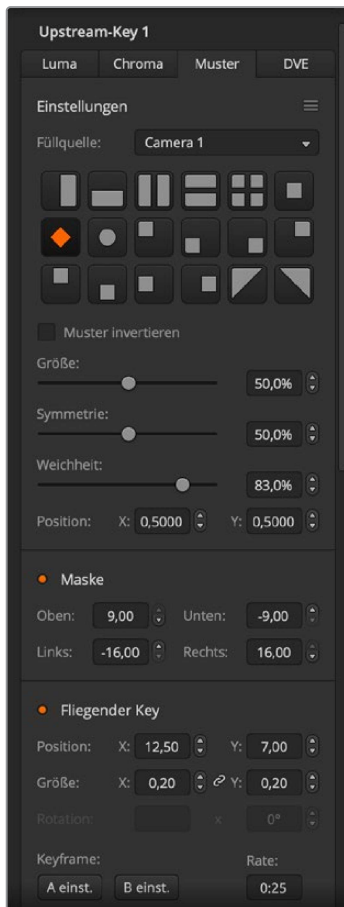 Upstream-Key 1
Luma Chroma Muster DVE
Einstellungen
Füllquelle: Camera 1
Muster invertieren
Größe:
50,0%
Symmetrie:
50,0%
Weichheit:
83,0%
Position: X: 0,5000 Y: 0,5000
Maske
Oben: 9,00 Unten: -9,00
Links: -16,00 Rechts: 16,00
Fliegender Key
Position: X: 12,50 Y: 7,00
Größe: X: 0,20 Y: 0,20
Rotation: x 0°
Keyframe: Rate:
A einst. B einst. 0:25